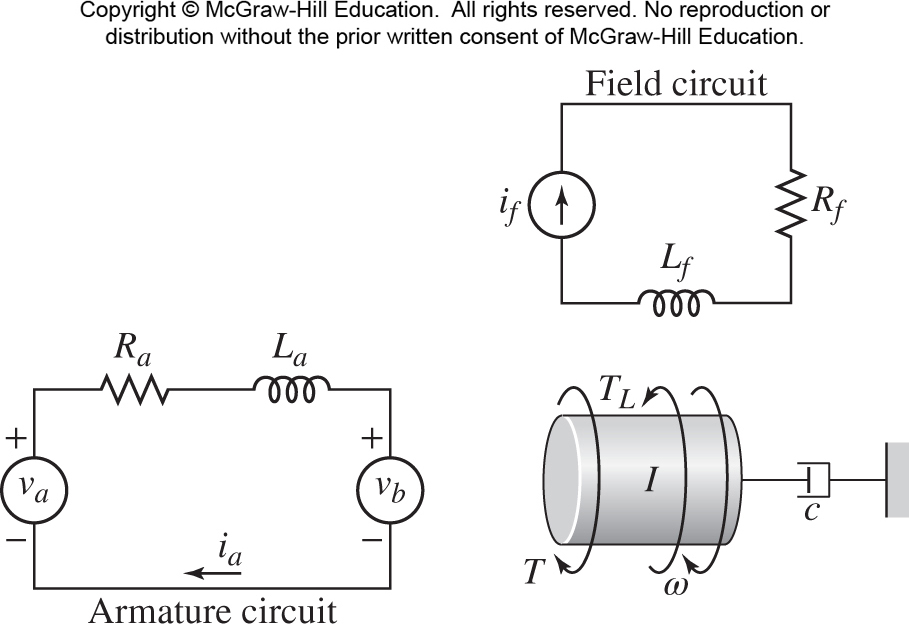 Copyright © McGraw-Hill Education. All rights reserved. No reproduction or
distribution without the prior written consent of McGraw-Hill Education.
Field circuit
i_f
R_f
L_f
R_a
L_a
+
+
v_a
v_b
−
−
i_a
Armature circuit
T_L
I
c
T
ω